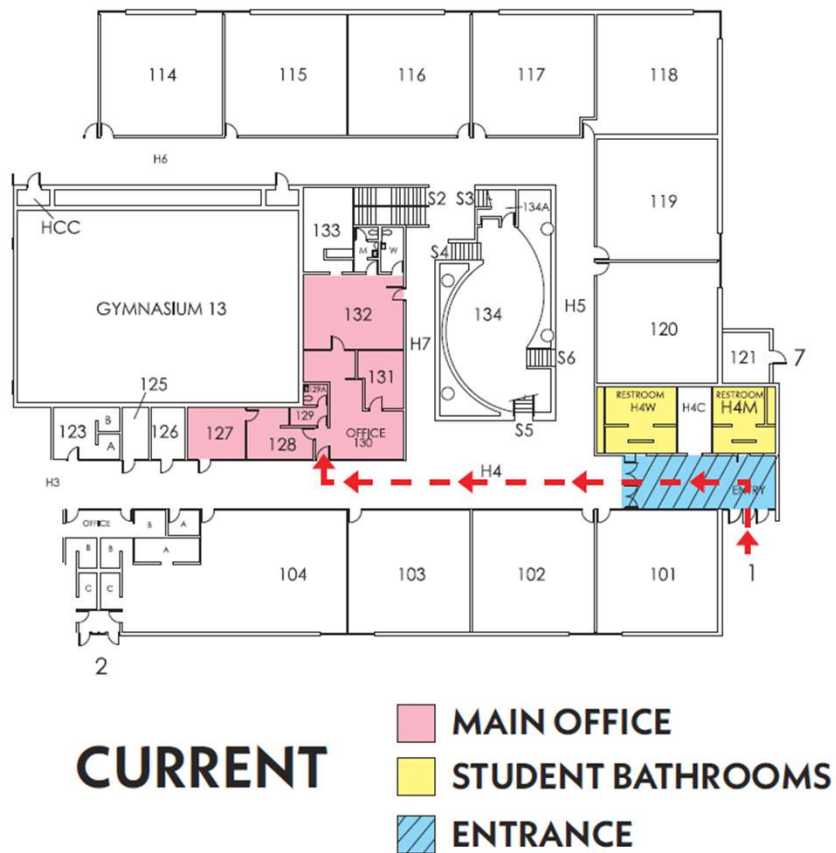 114
115
116
117
118
H6
S2
S3
134A
119
HCC
133
M
W
S4
GYMNASIUM 13
132
134
H5
H7
120
121
7
125
131
S6
129A
129
RESTROOM
H4W
H4C
RESTROOM
H4M
123
B
A
126
127
128
OFFICE
130
S5
H3
H4
ENTRY
OFFICE
B
A
B
B
A
C
C
104
103
102
101
1
2
CURRENT
MAIN OFFICE
STUDENT BATHROOMS
ENTRANCE